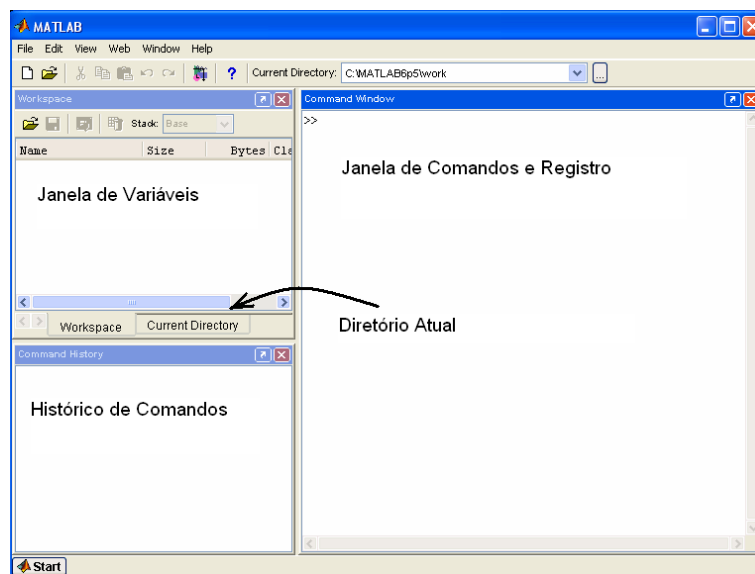 MATLAB
File Edit View Web Window Help
? Current Directory: C:\MATLAB6p5\work ...
Workspace
Stack: Base
Name Size Bytes Cla
Janela de Variáveis
Workspace Current Directory
Command History
Histórico de Comandos
Command Window
>>
Janela de Comandos e Registro
Diretório Atual
Start